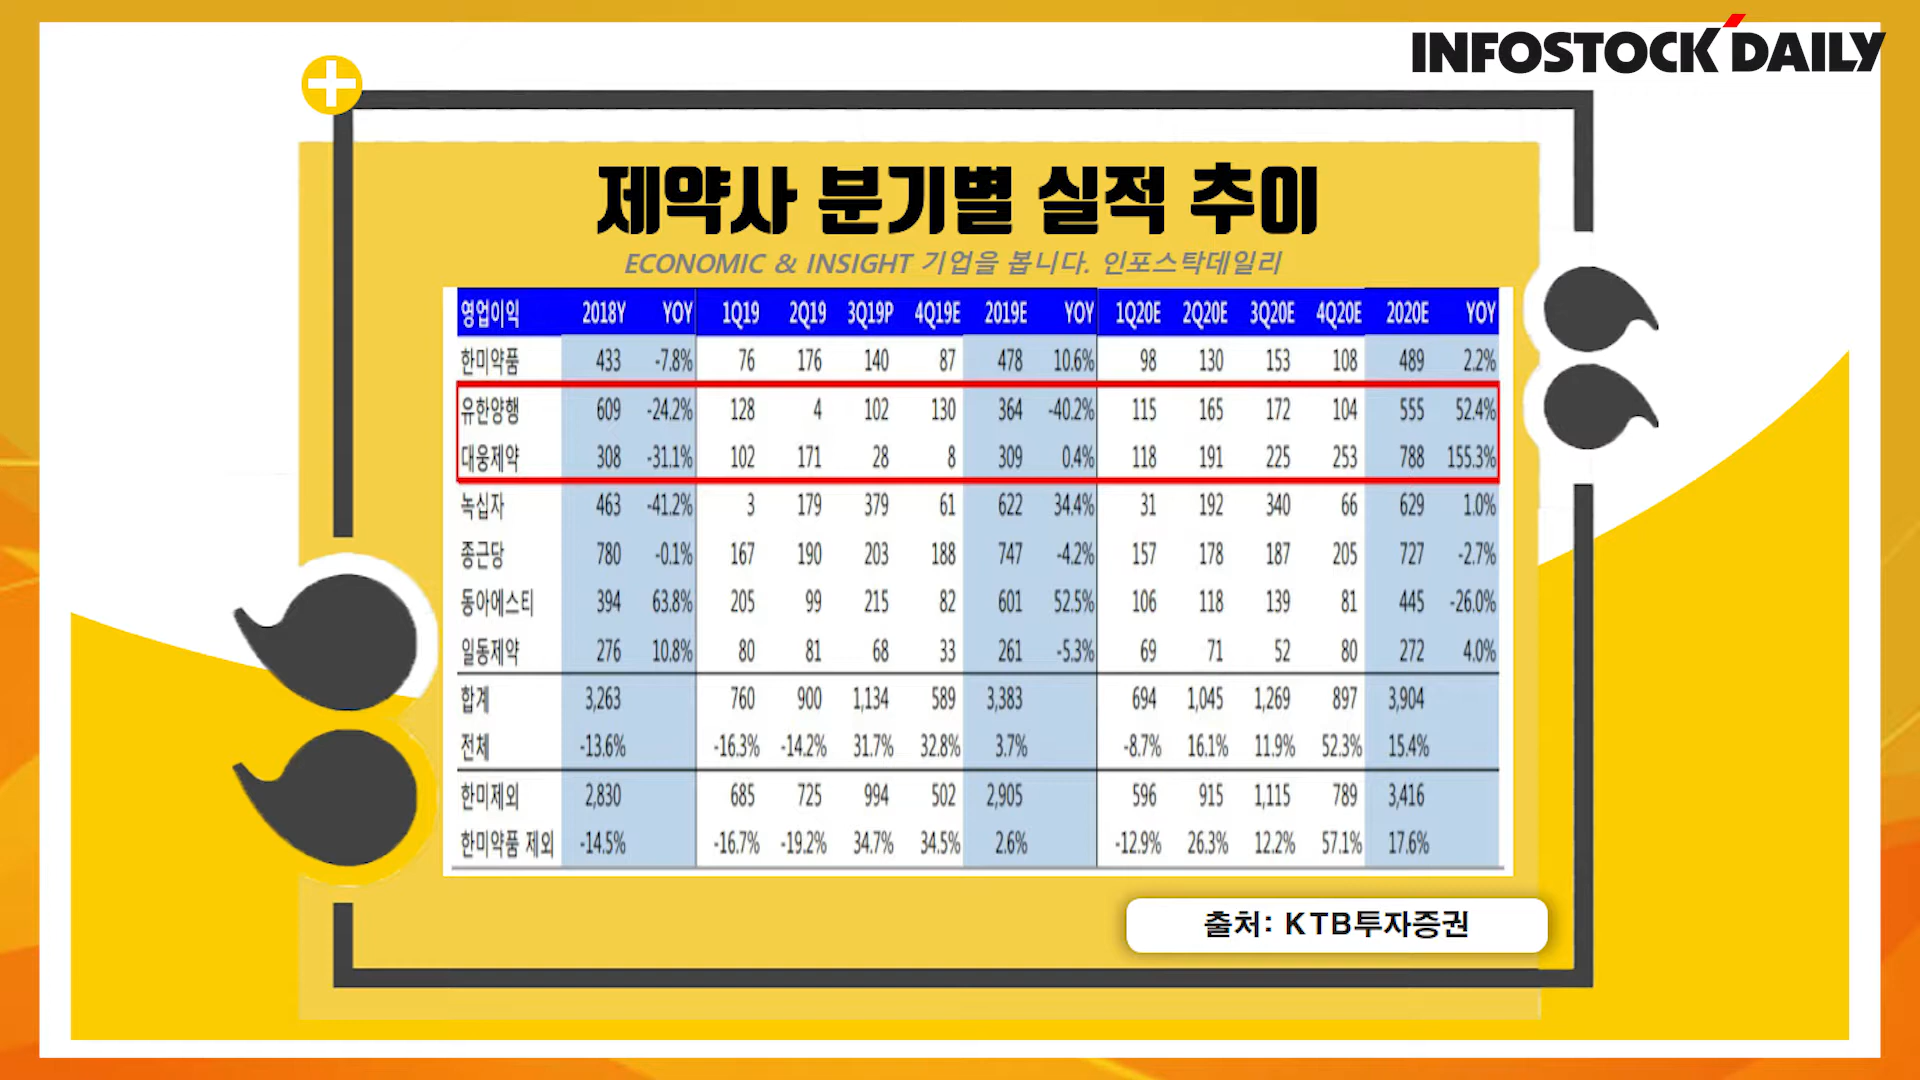 INFOSTOCK DAILY
제약사 분기별 실적 추이
ECONOMIC & INSIGHT 기업을 봅니다. 인포스탁데일리
영업이익 2018Y YOY 1Q19 2Q19 3Q19P 4Q19E 2019E YOY 1Q20E 2Q20E 3Q20E 4Q20E 2020E YOY
한미약품 433 -7.8% 76 176 140 87 478 10.6% 98 130 153 108 489 2.2%
유한양행 609 -24.2% 128 4 102 130 364 -40.2% 115 165 172 104 555 52.4%
대웅제약 308 -31.1% 102 171 28 8 309 0.4% 118 191 225 253 788 155.3%
녹십자 463 -41.2% 3 179 379 61 622 34.4% 31 192 340 66 629 1.0%
종근당 780 -0.1% 167 190 203 188 747 -4.2% 157 178 187 205 727 -2.7%
동아에스티 394 63.8% 205 99 215 82 601 52.5% 106 118 139 81 445 -26.0%
일동제약 276 10.8% 80 81 68 33 261 -5.3% 69 71 52 80 272 4.0%
합계 3,263 760 900 1,134 589 3,383 694 1,045 1,269 897 3,904
전체 -13.6% -16.3% -14.2% 31.7% 32.8% 3.7% -8.7% 16.1% 11.9% 52.3% 15.4%
한미제외 2,830 685 725 994 502 2,905 596 915 1,115 789 3,416
한미약품 제외 -14.5% -16.7% -19.2% 34.7% 34.5% 2.6% -12.9% 26.3% 12.2% 57.1% 17.6%
출처: KTB투자증권